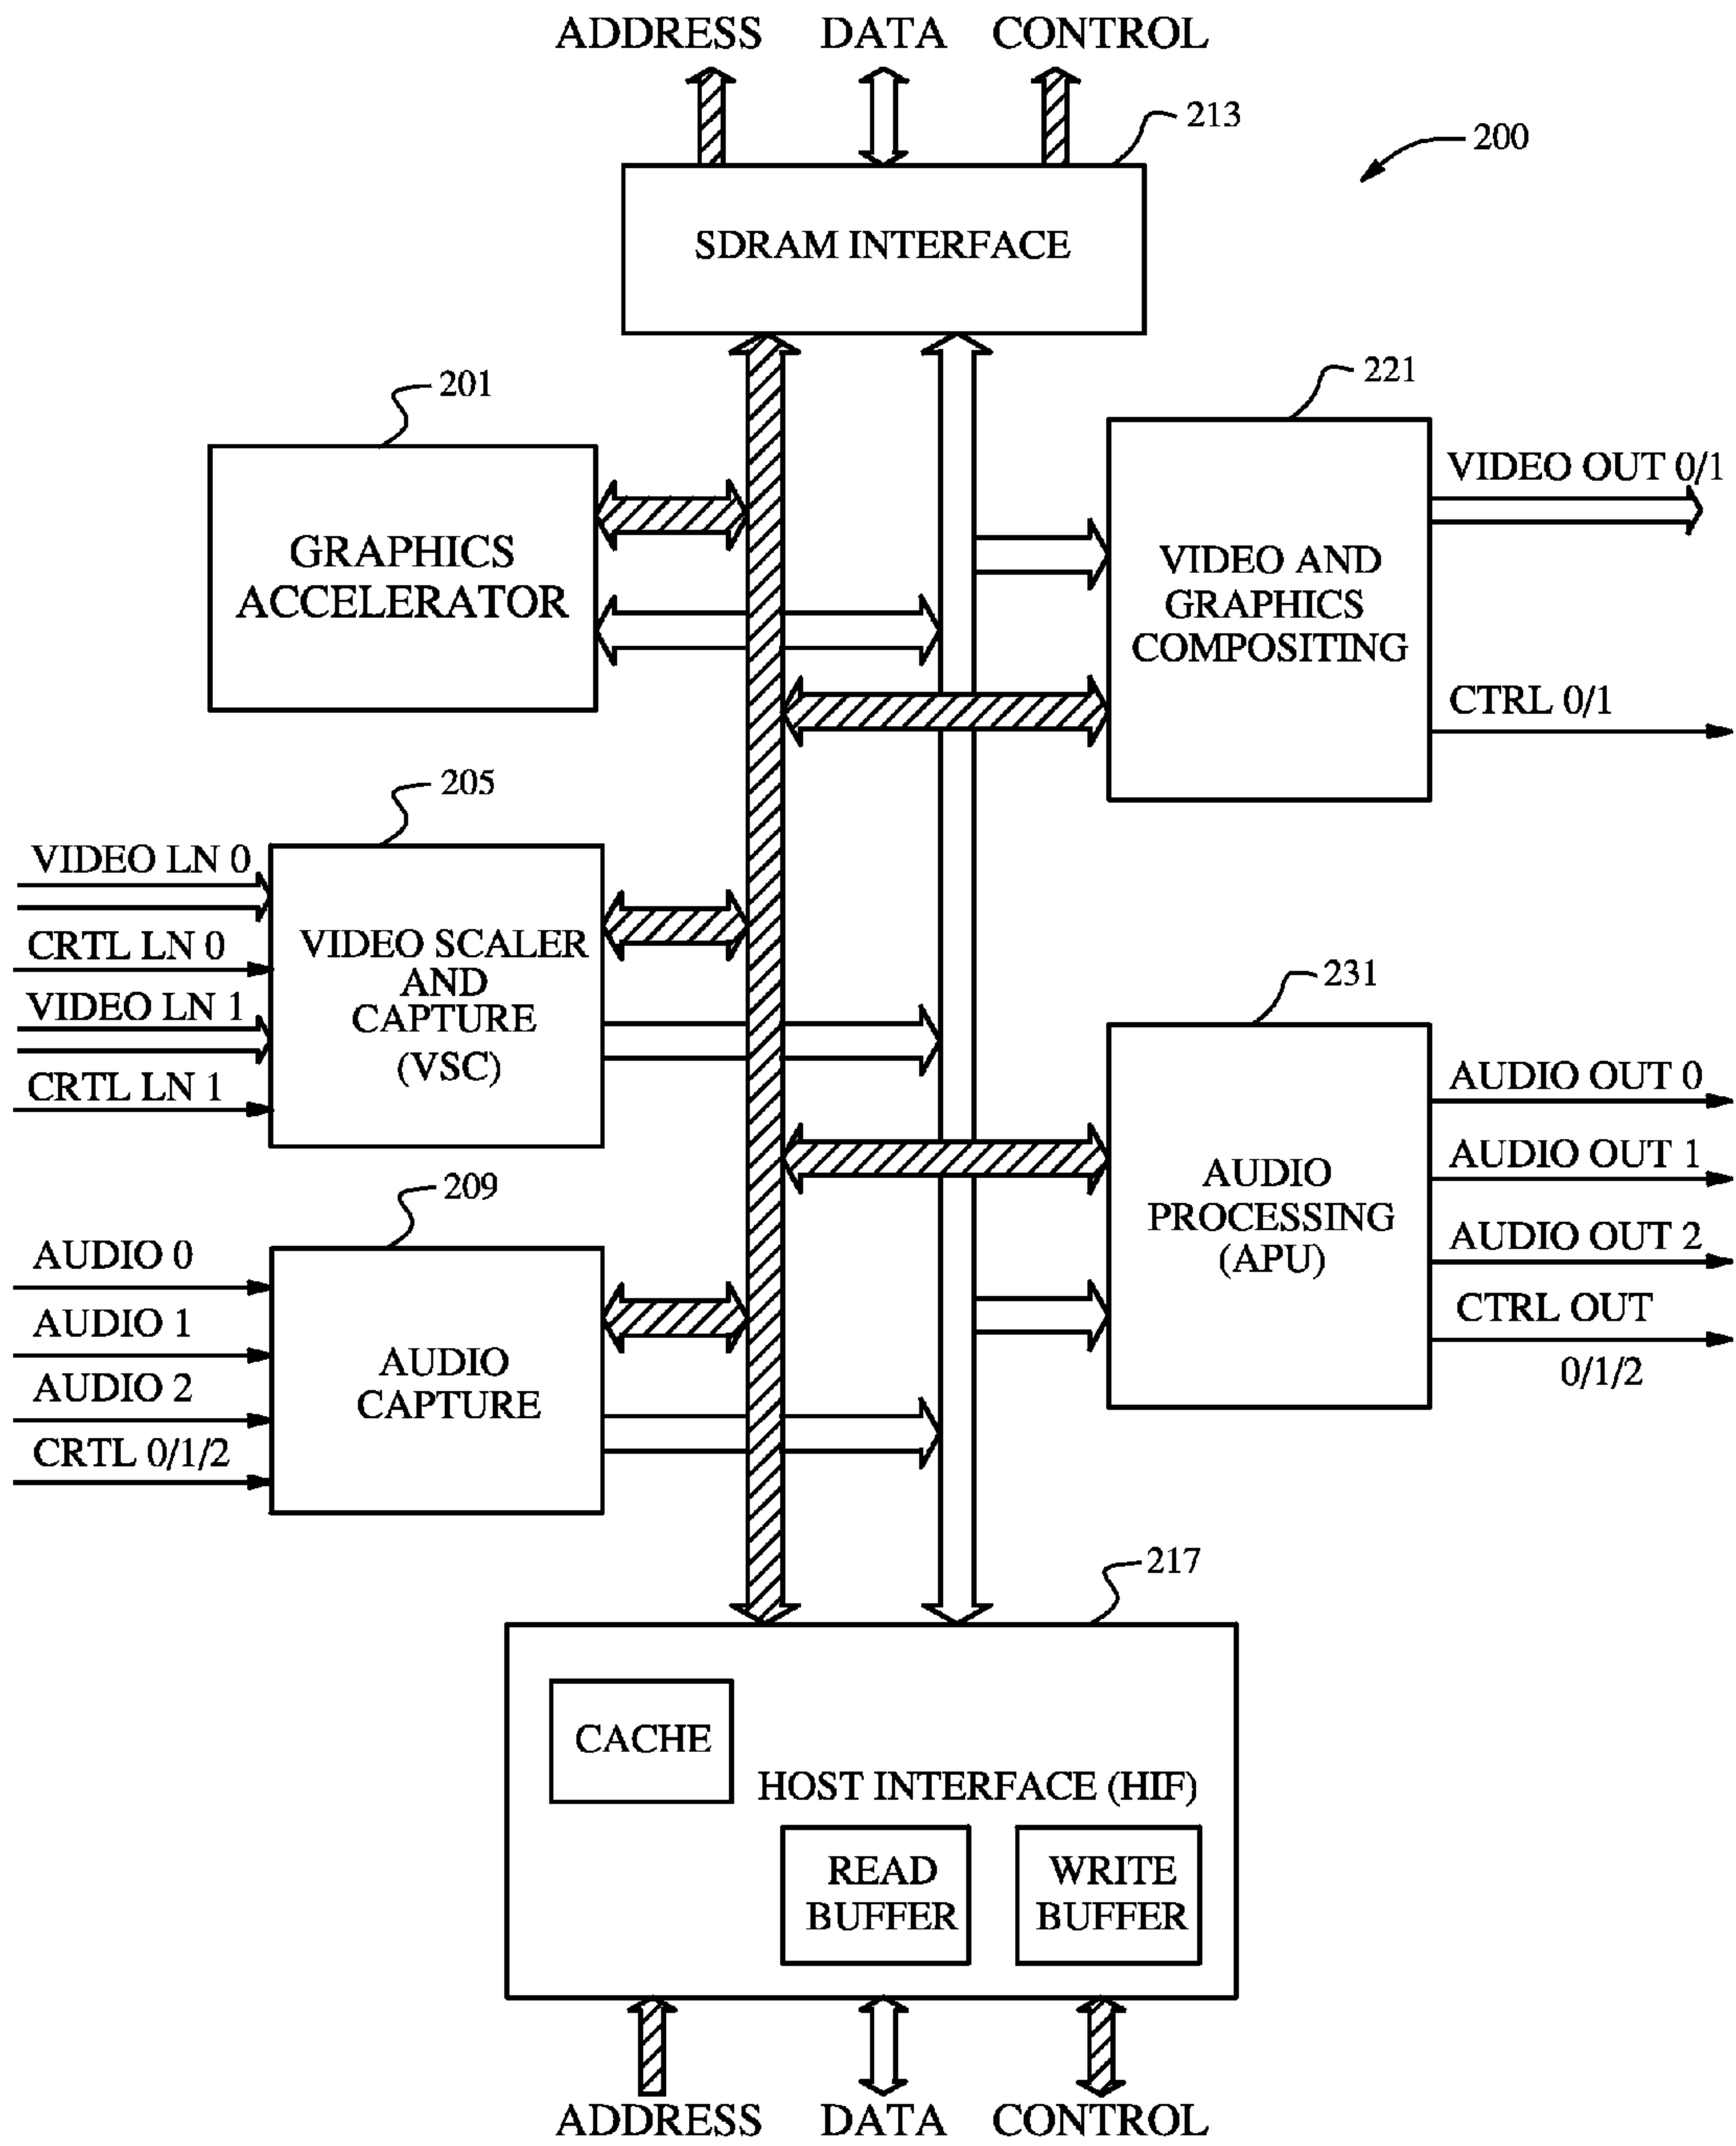 ADDRESS DATA CONTROL
213
200
SDRAM INTERFACE
201
221
GRAPHICS
ACCELERATOR
VIDEO AND
GRAPHICS
COMPOSITING
VIDEO OUT 0/1
CTRL 0/1
205
VIDEO LN 0
CRTL LN 0
VIDEO LN 1
CRTL LN 1
VIDEO SCALER
AND
CAPTURE
(VSC)
231
AUDIO
PROCESSING
(APU)
AUDIO OUT 0
AUDIO OUT 1
AUDIO OUT 2
CTRL OUT
0/1/2
209
AUDIO 0
AUDIO 1
AUDIO 2
CRTL 0/1/2
AUDIO
CAPTURE
217
CACHE
HOST INTERFACE (HIF)
READ
BUFFER
WRITE
BUFFER
ADDRESS DATA CONTROL